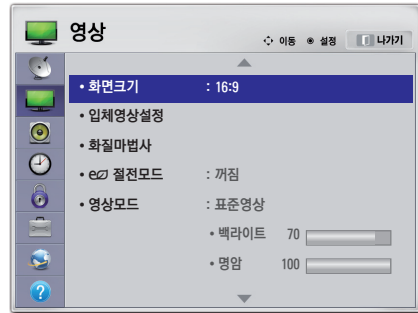 영상
이동 설정 나가기
• 화면크기 : 16:9
• 입체영상설정
• 화질마법사
• e 절전모드 : 꺼짐
• 영상모드 : 표준영상
• 백라이트 70
• 명암 100
?